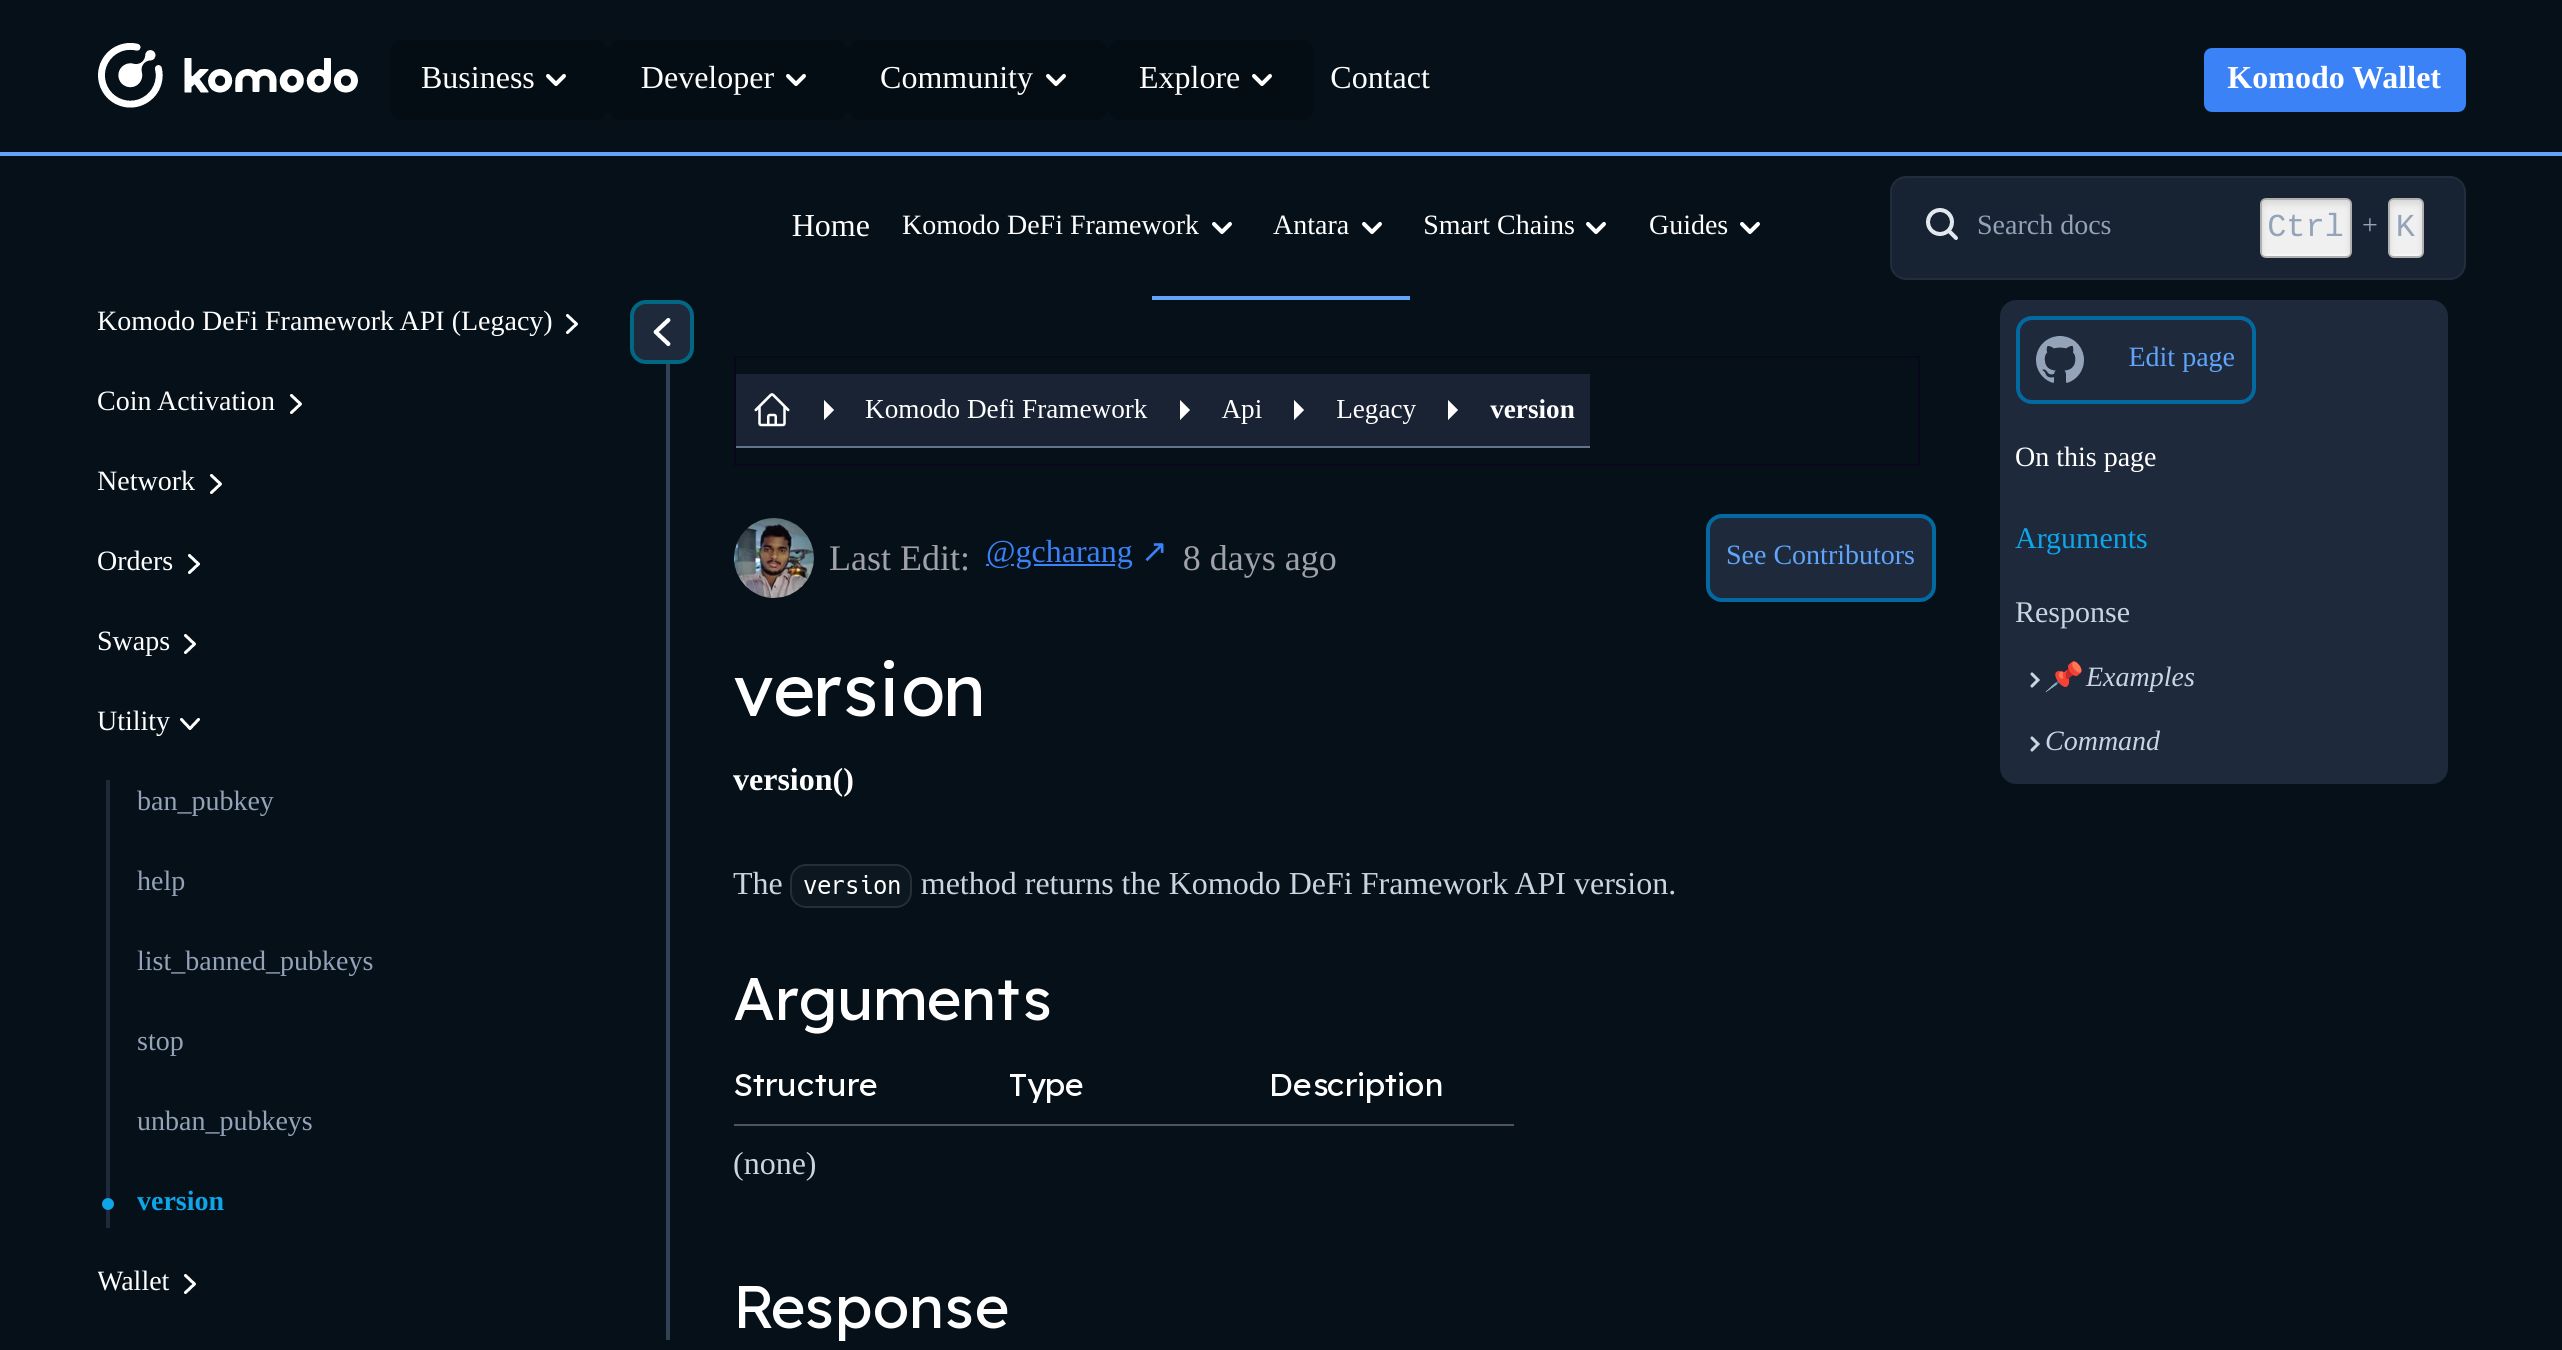 komodo Business Developer Community Explore Contact Komodo Wallet
Home Komodo DeFi Framework Antara Smart Chains Guides Search docs Ctrl + K
Komodo DeFi Framework API (Legacy)
Coin Activation
Network
Orders
Swaps
Utility
ban_pubkey
help
list_banned_pubkeys
stop
unban_pubkeys
version
Wallet
Komodo Defi Framework Api Legacy version
Last Edit: @gcharang ↗ 8 days ago See Contributors
version
version()
The version method returns the Komodo DeFi Framework API version.
Arguments
Structure Type Description
(none)
Response
Edit page
On this page
Arguments
Response
📌 Examples
Command